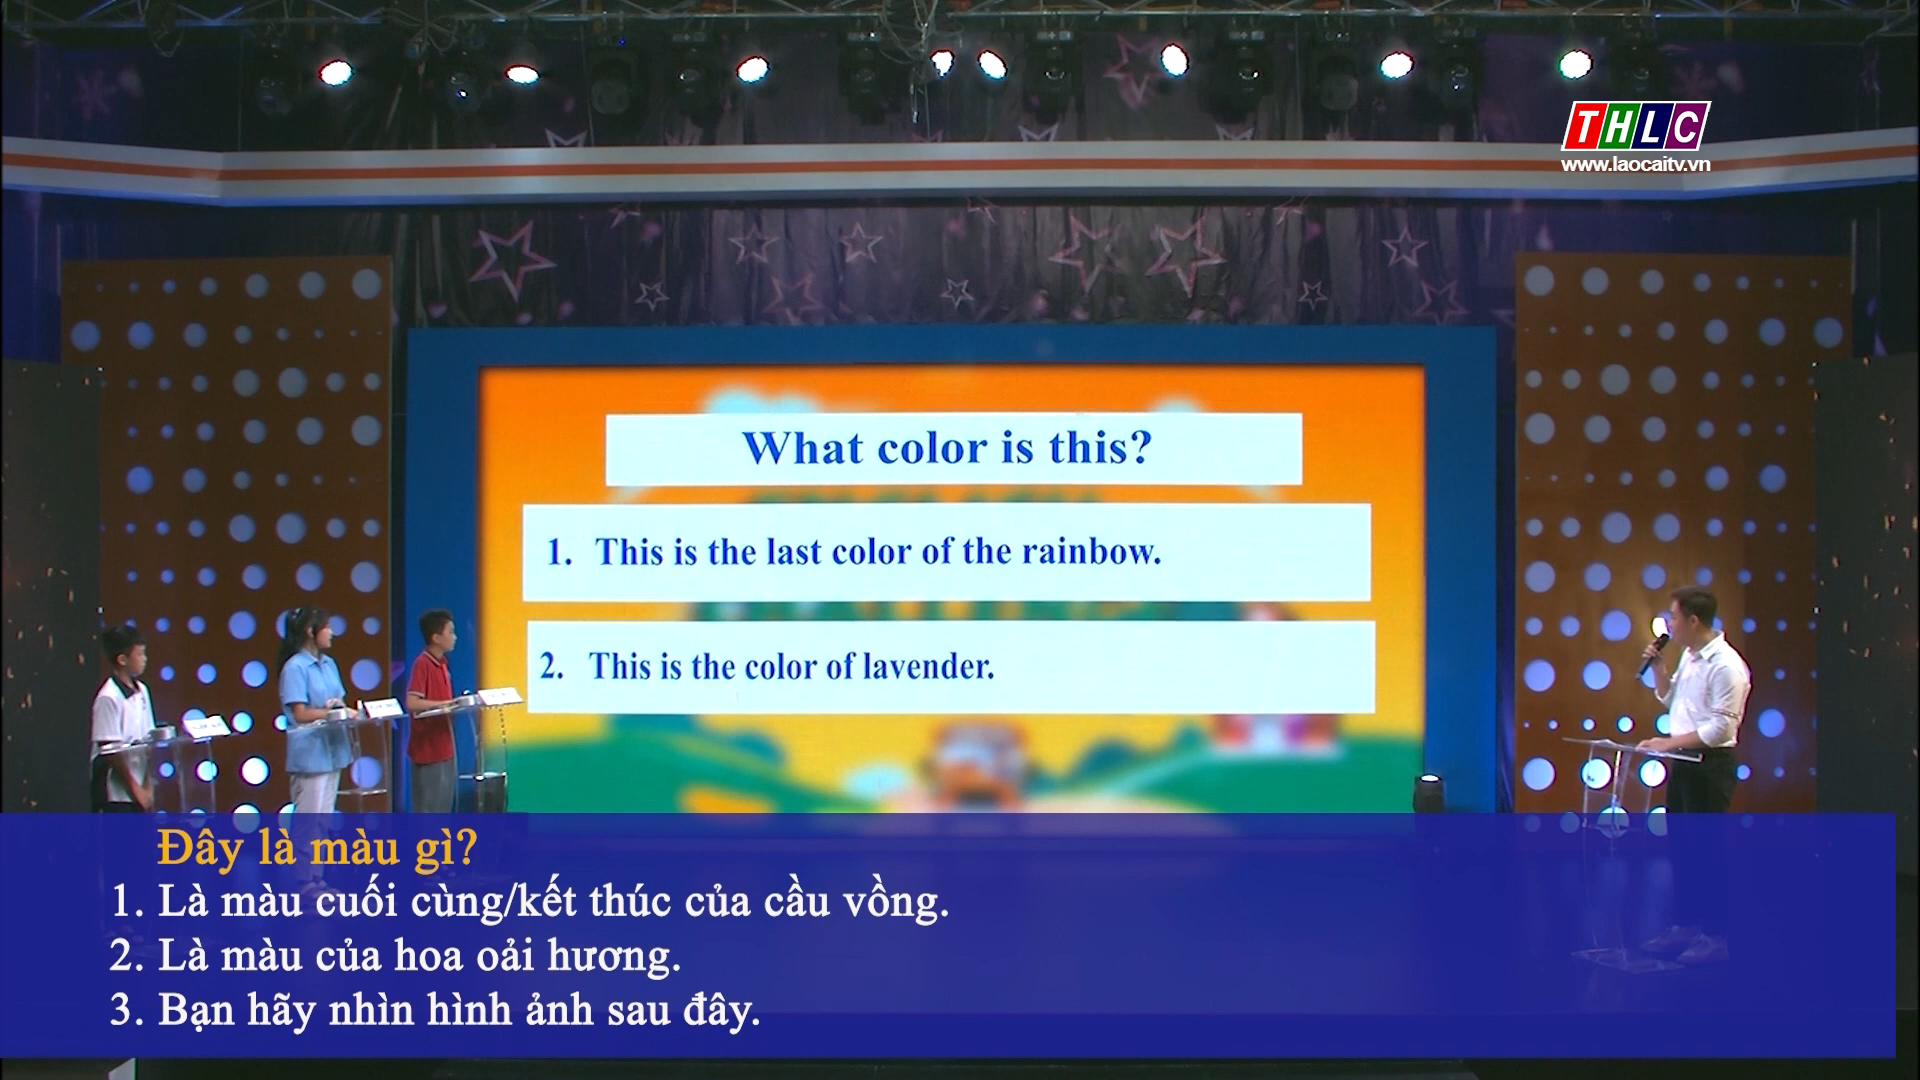 THLC
www.laocaitv.vn
What color is this?
1. This is the last color of the rainbow.
2. This is the color of lavender.
Đây là màu gì?
1. Là màu cuối cùng/kết thúc của cầu vồng.
2. Là màu của hoa oải hương.
3. Bạn hãy nhìn hình ảnh sau đây.